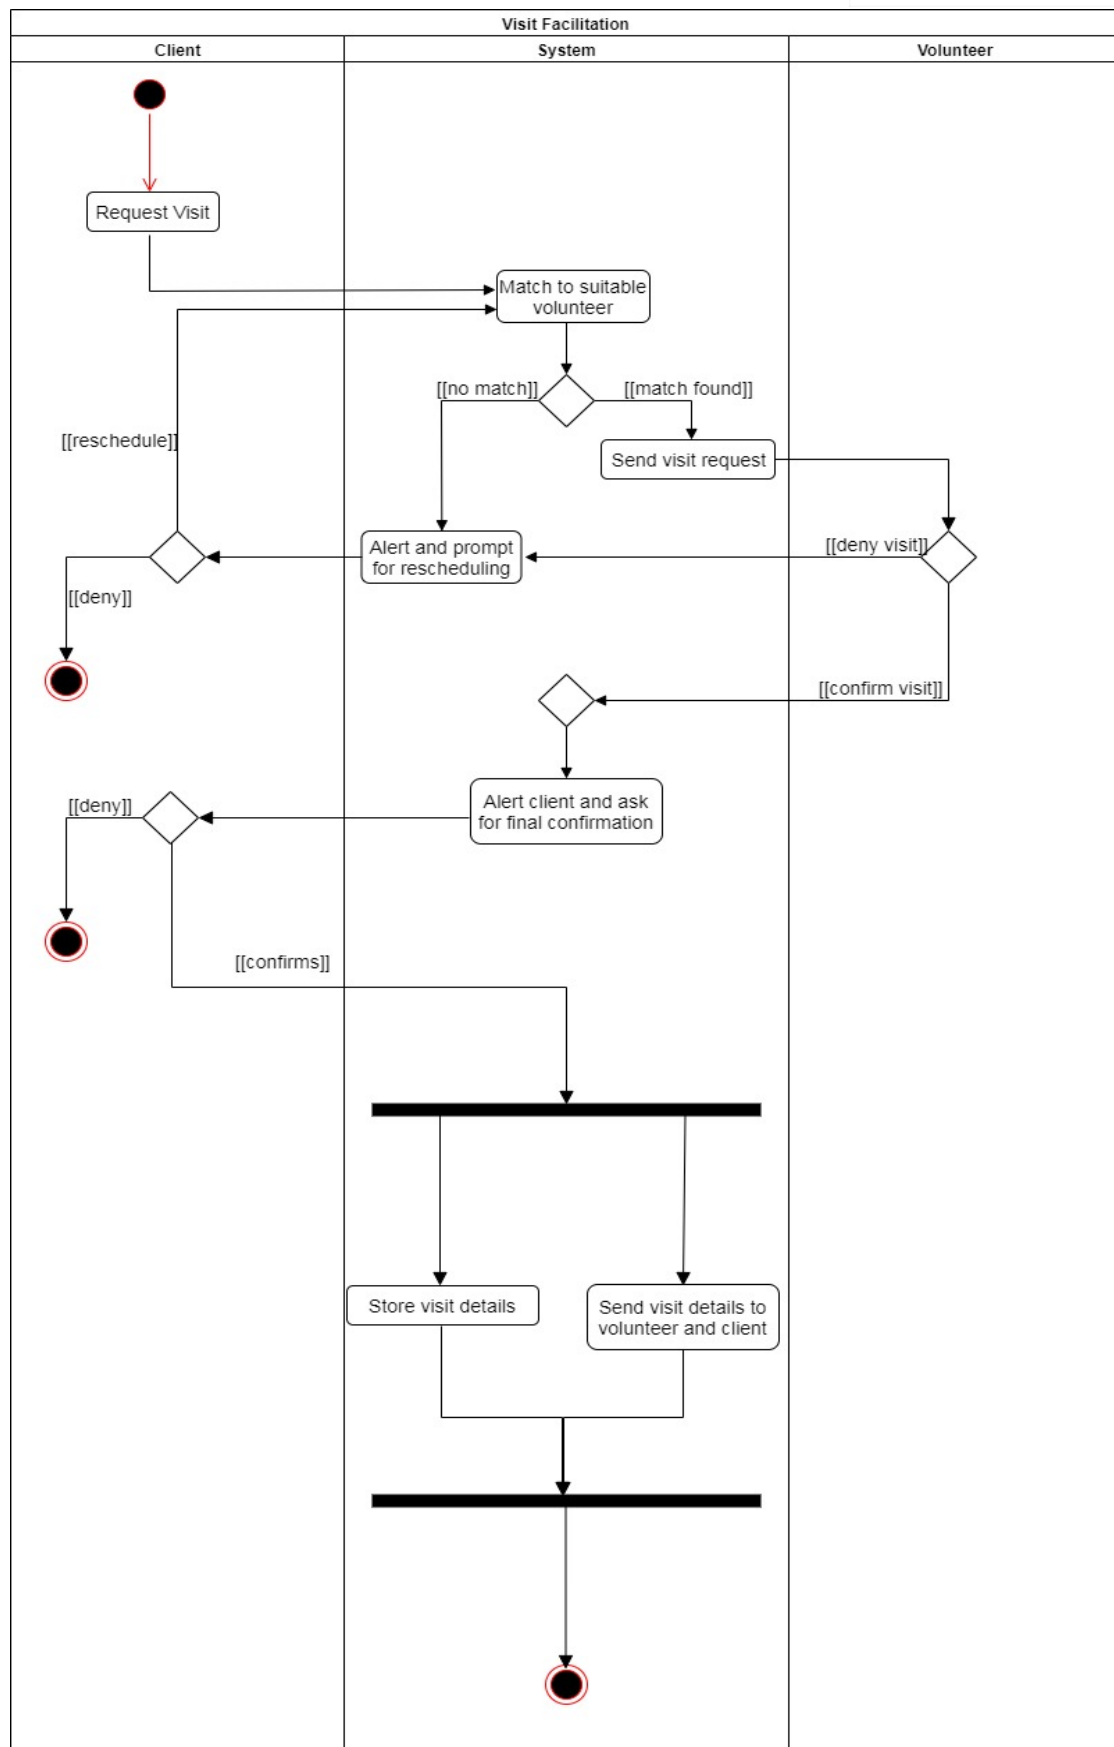 Visit Facilitation
Client
System
Volunteer
Request Visit
Match to suitable
volunteer
[[no match]]
[[match found]]
[[reschedule]]
Send visit request
Alert and prompt
for rescheduling
[[deny visit]]
[[deny]]
[[confirm visit]]
Alert client and ask
for final confirmation
[[deny]]
[[confirms]]
Store visit details
Send visit details to
volunteer and client